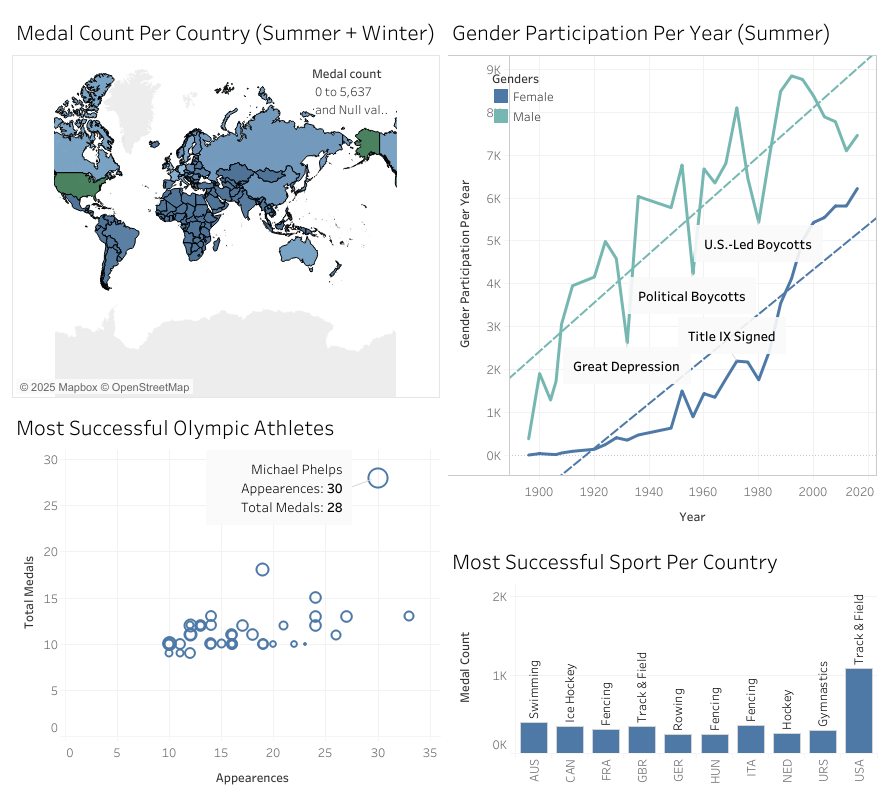 Medal Count Per Country (Summer + Winter)
Medal count
0 to 5,637
and Null val..
© 2025 Mapbox © OpenStreetMap
Gender Participation Per Year (Summer)
Genders
Female
Male
Gender Participation Per Year
9K
8
7K
6K
5K
4K
3K
2K
1K
0K
U.S.-Led Boycotts
Political Boycotts
Title IX Signed
Great Depression
1900 1920 1940 1960 1980 2000 2020
Year
Most Successful Olympic Athletes
Total Medals
30
25
20
15
10
5
0
Michael Phelps
Appearences: 30
Total Medals: 28
0 5 10 15 20 25 30 35
Appearences
Most Successful Sport Per Country
Medal Count
2K
1K
0K
Swimming
Ice Hockey
Fencing
Track & Field
Rowing
Fencing
Fencing
Hockey
Gymnastics
Track & Field
AUS
CAN
FRA
GBR
GER
HUN
ITA
NED
URS
USA